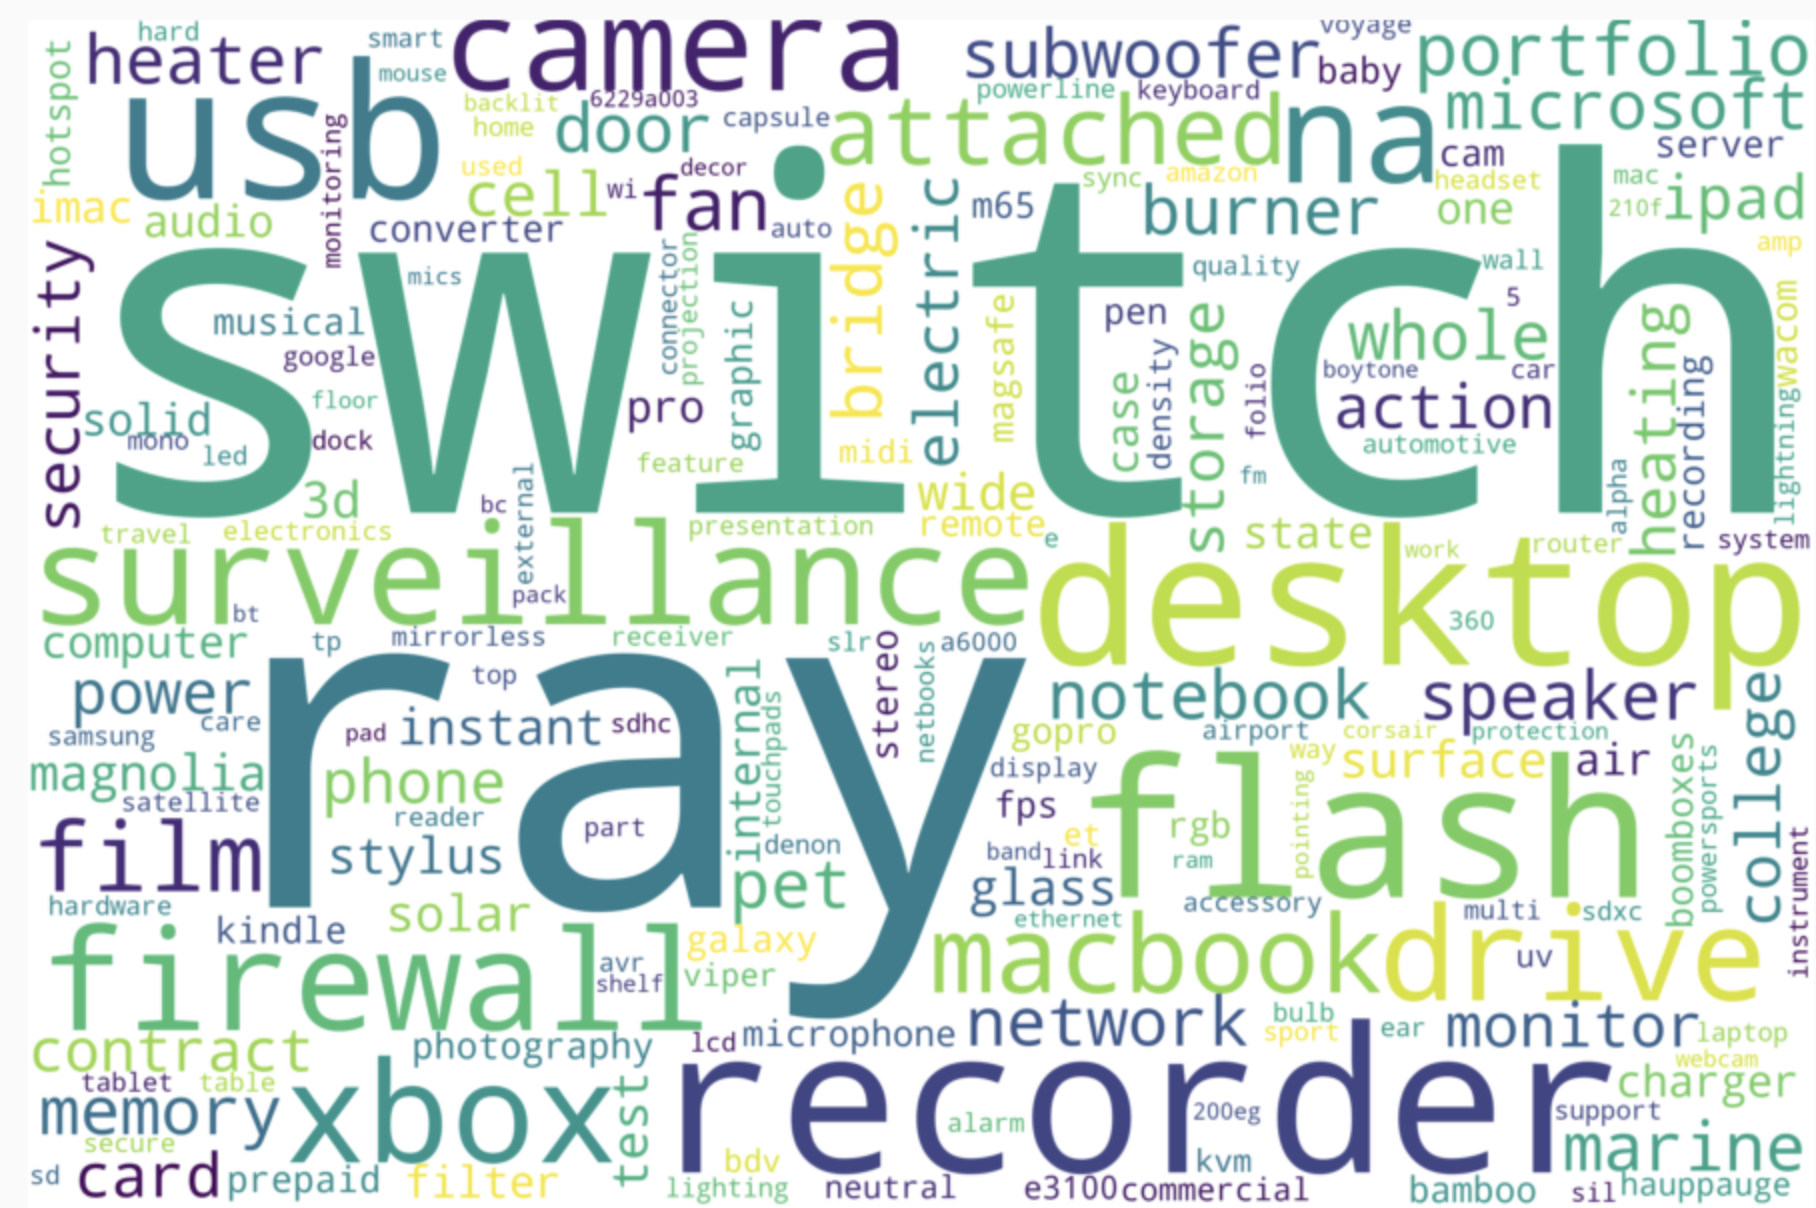 hard
smart
camera
voyage
heater
subwoofer
portfolio
hotspot
mouse
baby
usb
backlit
6229a003
powerline
keyboard
microsoft
monitoring
home
door
capsule
attached
na
server
used
decor
cam
imac
audio
cell
wi
fan
sync
amazon
headset
mac
converter
auto
bridge
electric
m65
burner
one
210f
ipad
security
switch
amp
mics
connector
projection
quality
wall
musical
graphic
magsafe
pen
5
whole
heating
wacom
google
storage
density
boytone
car
recording
floor
pro
case
folio
action
solid
mono
dock
led
feature
midi
automotive
3d
bc
external
wide
fm
alpha
lightning
travel
electronics
presentation
remote
e
state
work
router
system
surveillance
desktop
pack
bt
360
computer
tp
mirrorless
receiver
slr
stereo
netbooks
a6000
power
ray
top
internal
touchpads
notebook
speaker
college
care
pad
instant
sdhc
samsung
gopro
airport
corsair
protection
magnolia
phone
display
way
surface
air
boomboxes
powersports
satellite
reader
fps
flash
film
part
et
rgb
pointing
stylus
denon
band
link
ram
instrument
pet
glass
hardware
solar
ethernet
accessory
multi
sdxc
kindle
galaxy
macbook
drive
firewall
avr
shelf
viper
uv
contract
photography
lcd
microphone
network
bulb
sport
ear
monitor
laptop
tablet
table
webcam
memory
xbox
test
recorder
charger
secure
alarm
200eg
support
sd
card
prepaid
filter
bdv
kvm
marine
lighting
neutral
e3100
commercial
bamboo
sil
hauppauge